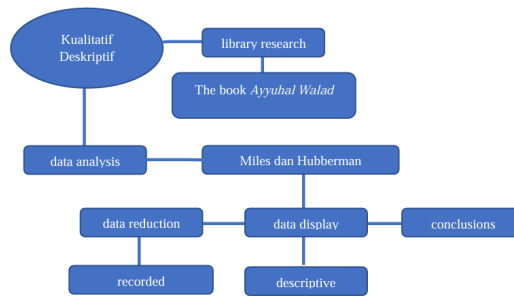 Kualitatif
Deskriptif
library research
The book Ayyuhal Walad
data analysis
Miles dan Hubberman
data reduction
data display
conclusions
recorded
descriptive